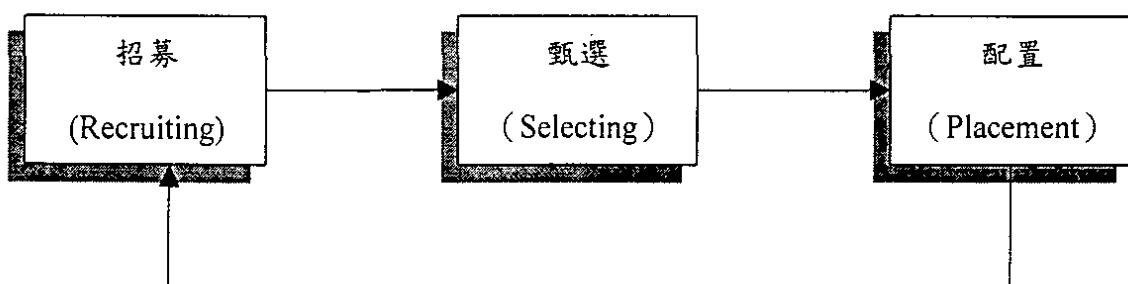 招募
(Recruiting)
甄選
（Selecting）
配置
（Placement）